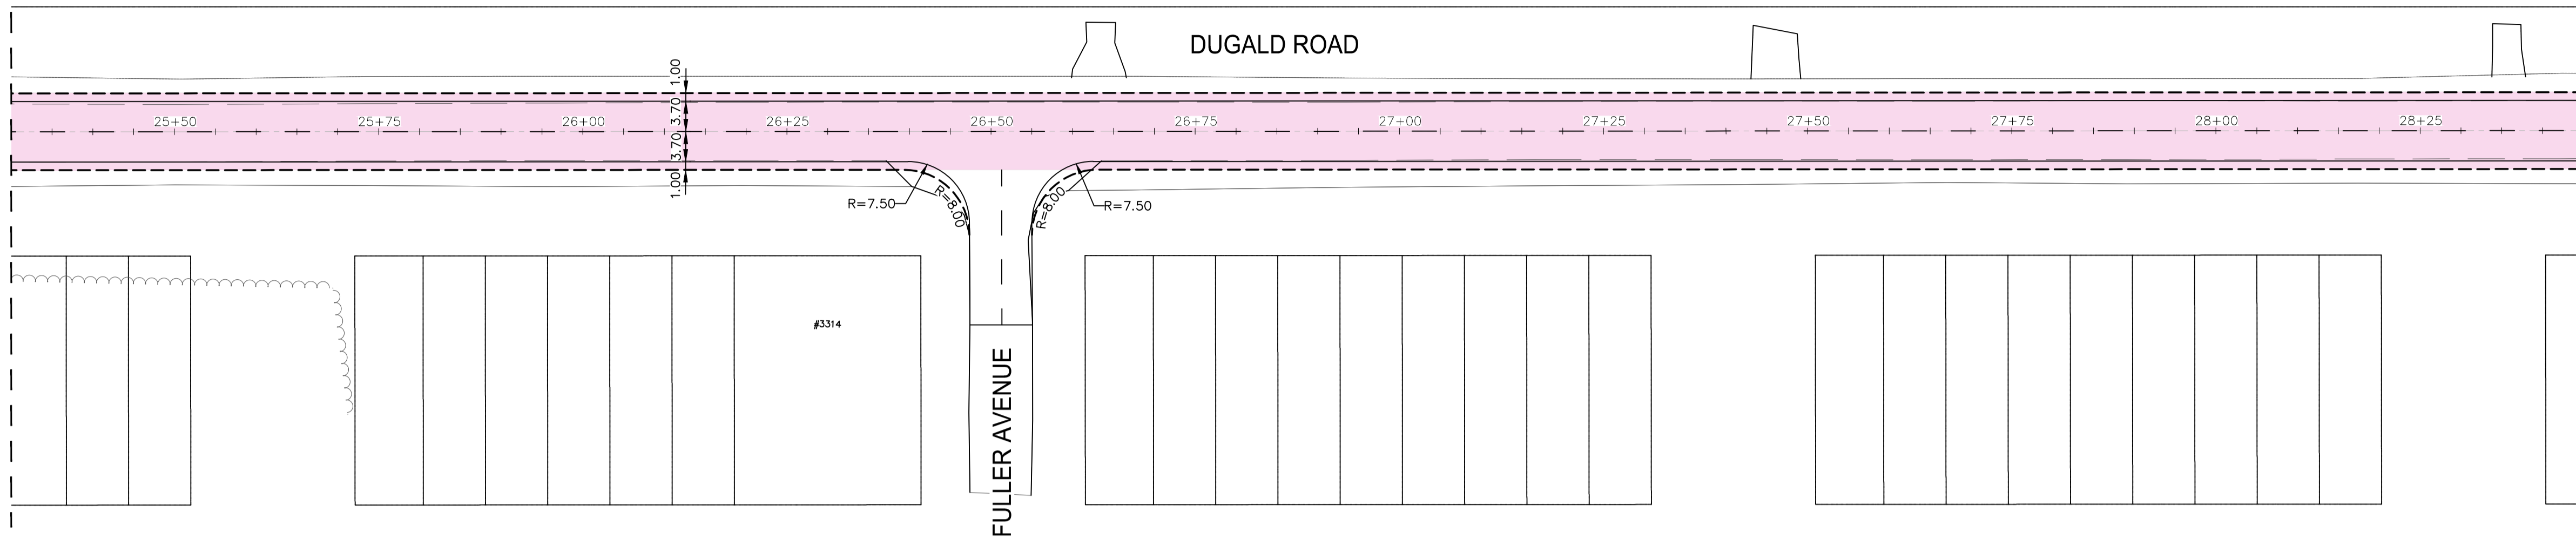 DUGALD ROAD
1.00
3.70
3.70
1.00
25+50
25+75
26+00
26+25
26+50
26+75
27+00
27+25
27+50
27+75
28+00
28+25
R=7.50
R=8.00
R=8.00
R=7.50
#3314
FULLER AVENUE